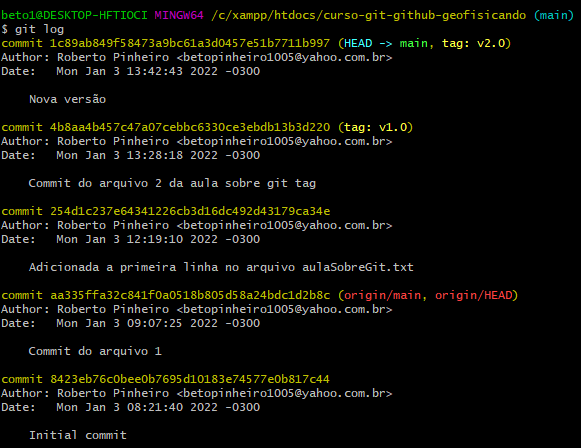 beto1@DESKTOP-HFTIOCI MINGW64 /c/xampp/htdocs/curso-git-github-geofisicando (main)
$ git log
commit 1c89ab849f58473a9bc61a3d0457e51b7711b997 (HEAD -> main, tag: v2.0)
Author: Roberto Pinheiro <betopinheiro1005@yahoo.com.br>
Date:   Mon Jan 3 13:42:43 2022 -0300

    Nova versão

commit 4b8aa4b457c47a07cebbc6330ce3ebdb13b3d220 (tag: v1.0)
Author: Roberto Pinheiro <betopinheiro1005@yahoo.com.br>
Date:   Mon Jan 3 13:28:18 2022 -0300

    Commit do arquivo 2 da aula sobre git tag

commit 254d1c237e64341226cb3d16dc492d43179ca34e
Author: Roberto Pinheiro <betopinheiro1005@yahoo.com.br>
Date:   Mon Jan 3 12:19:10 2022 -0300

    Adicionada a primeira linha no arquivo aulaSobreGit.txt

commit aa335ffa32c841f0a0518b805d58a24bdc1d2b8c (origin/main, origin/HEAD)
Author: Roberto Pinheiro <betopinheiro1005@yahoo.com.br>
Date:   Mon Jan 3 09:07:25 2022 -0300

    Commit do arquivo 1

commit 8423eb76c0bee0b7695d10183e74577e0b817c44
Author: Roberto Pinheiro <betopinheiro1005@yahoo.com.br>
Date:   Mon Jan 3 08:21:40 2022 -0300

    Initial commit